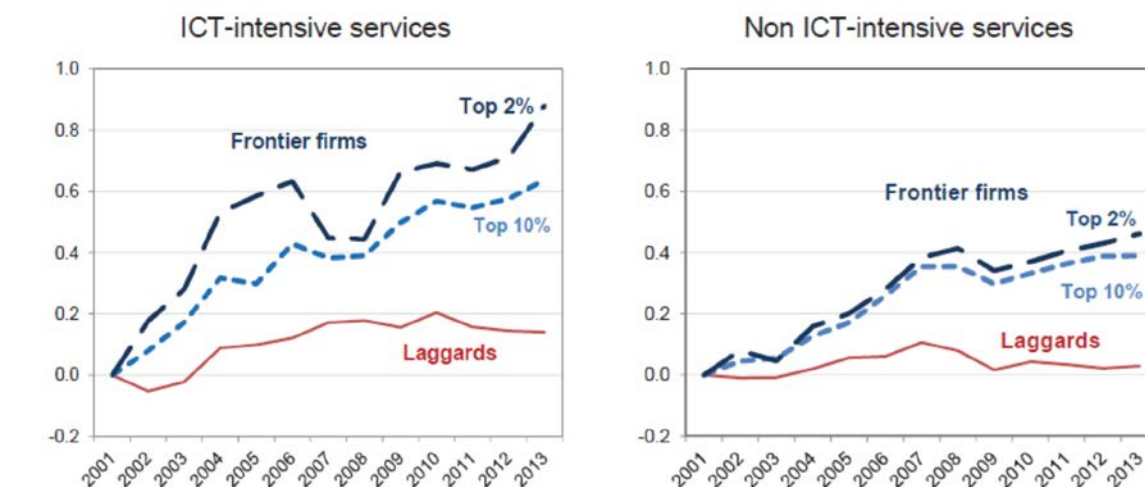 ICT-intensive services
1.0
0.8
0.6
0.4
0.2
0.0
-0.2
Top 2%
Frontier firms
Top 10%
Laggards
2001 2002 2003 2004 2005 2006 2007 2008 2009 2010 2011 2012 2013
Non ICT-intensive services
1.0
0.8
0.6
0.4
0.2
0.0
-0.2
Frontier firms
Top 2%
Top 10%
Laggards
2001 2002 2003 2004 2005 2006 2007 2008 2009 2010 2011 2012 2013